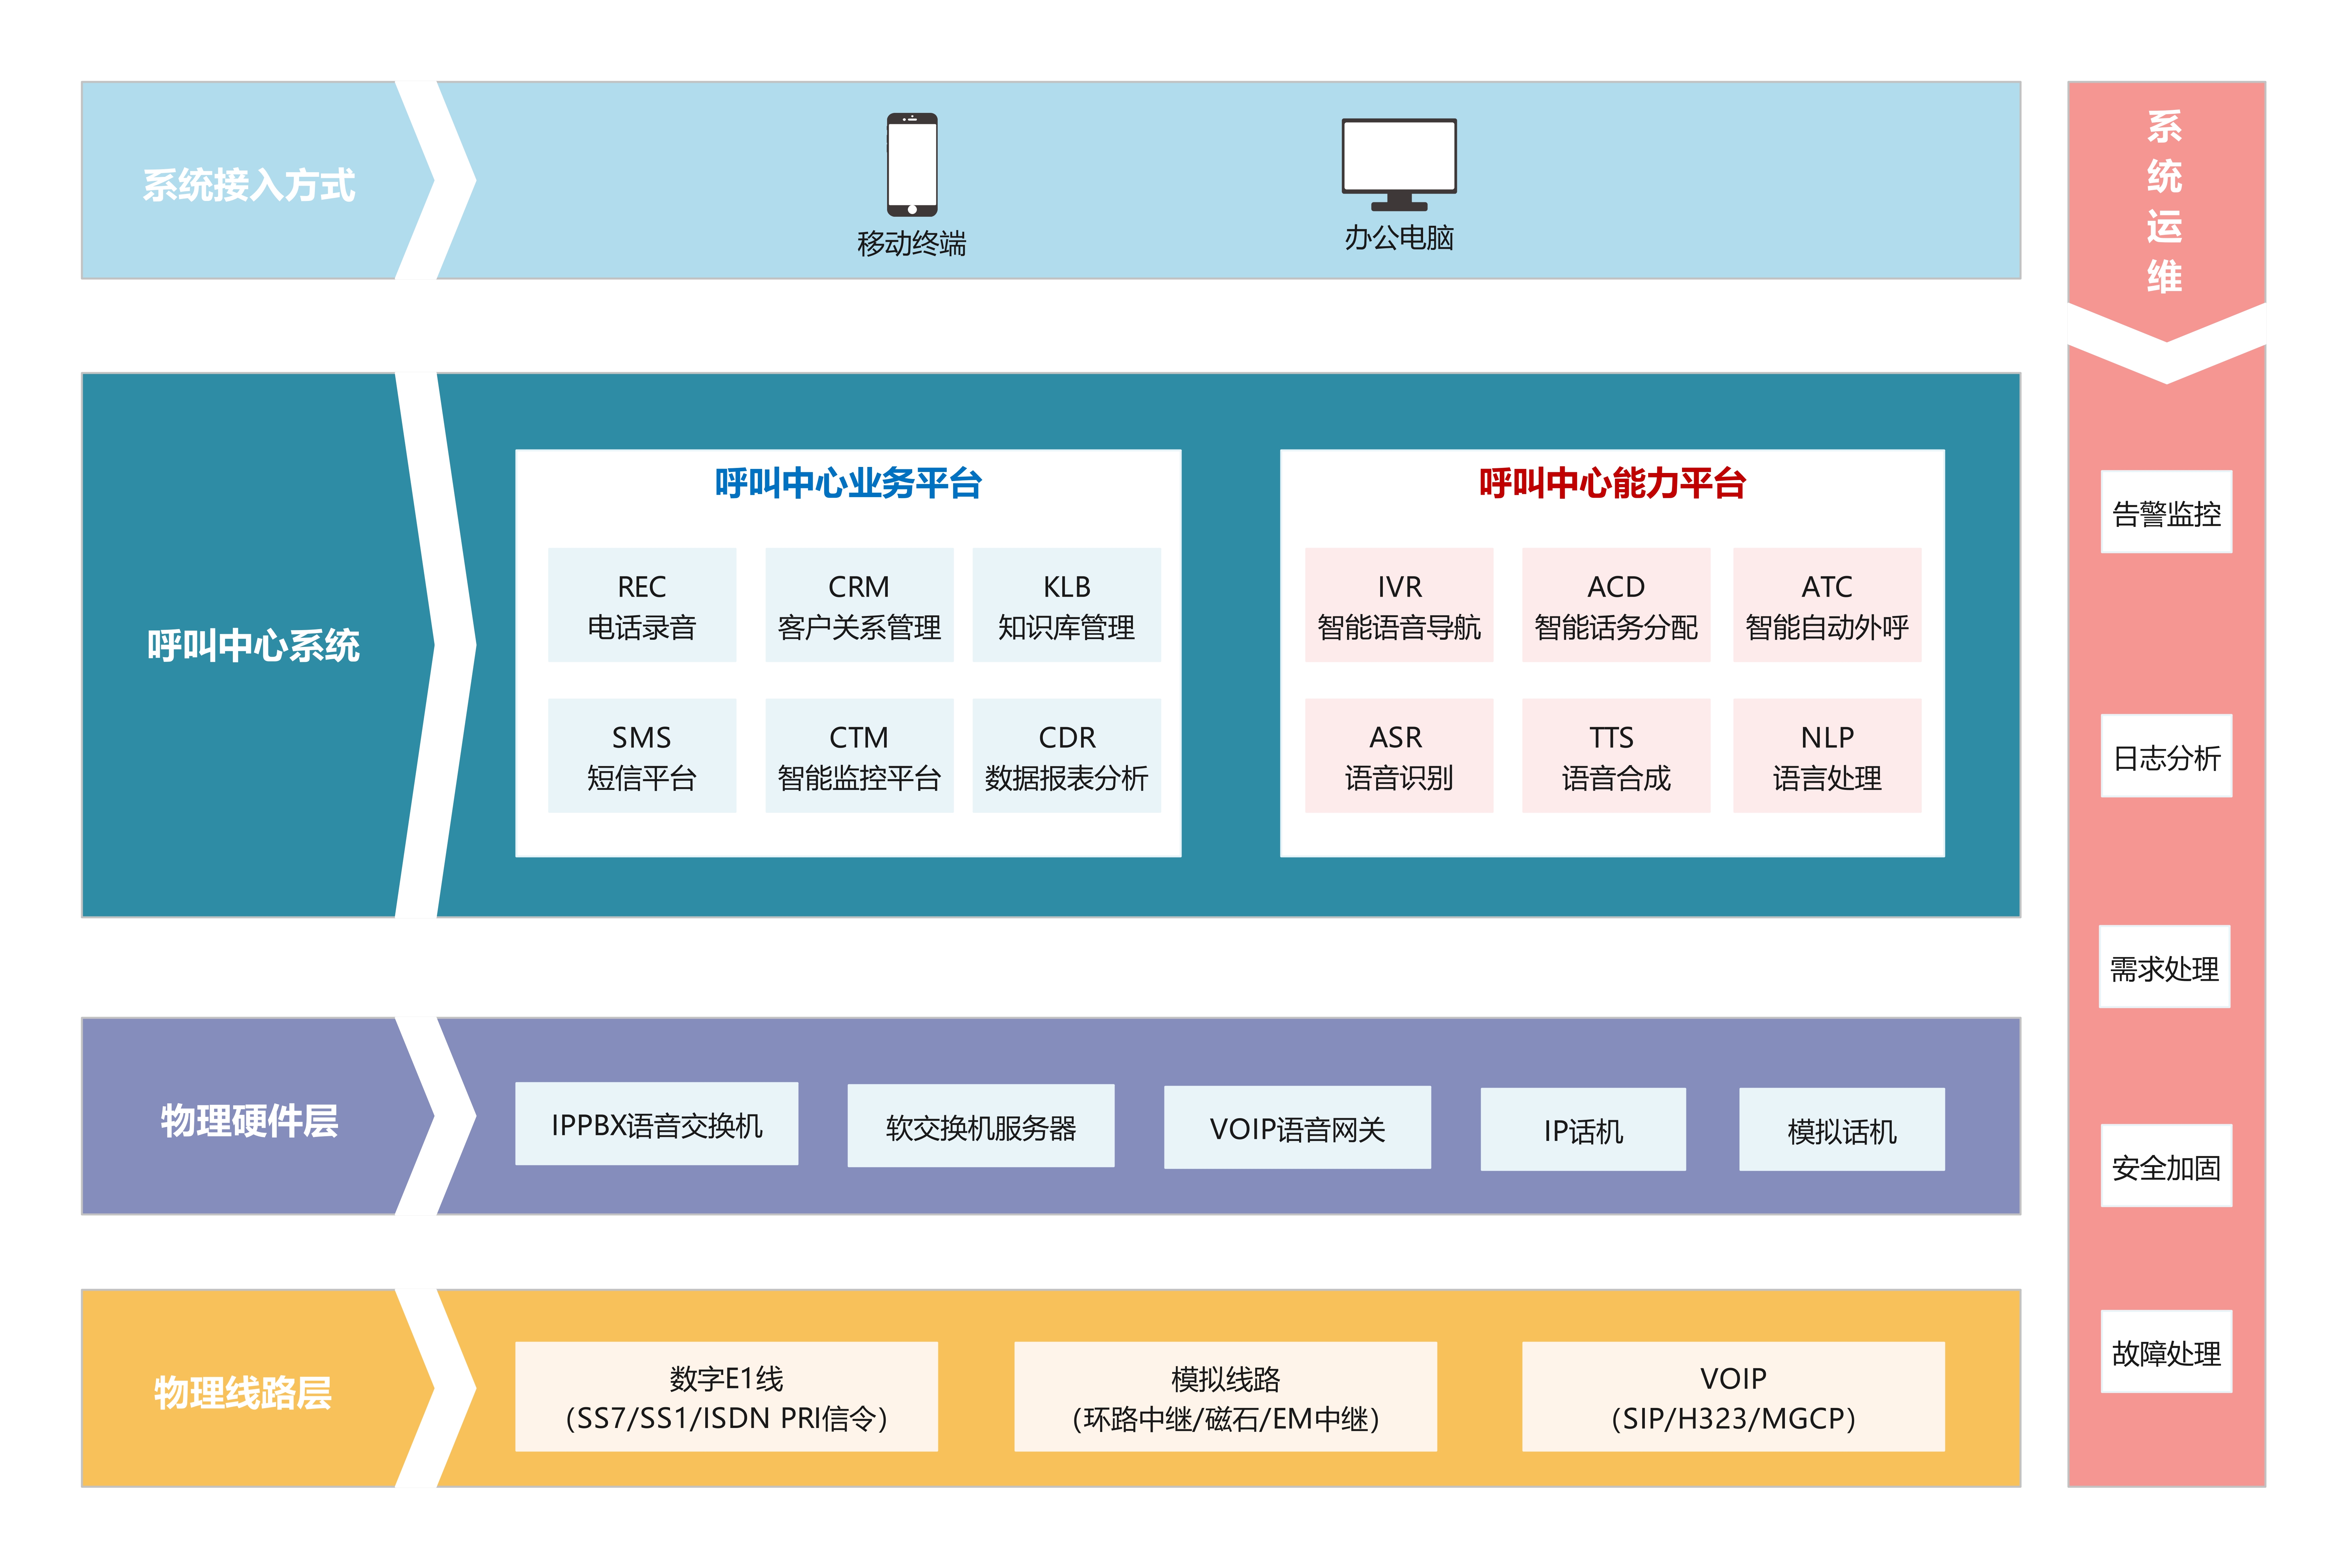 系统接入方式
移动终端
办公电脑
呼叫中心系统
呼叫中心业务平台
REC
电话录音
CRM
客户关系管理
KLB
知识库管理
SMS
短信平台
CTM
智能监控平台
CDR
数据报表分析
呼叫中心能力平台
IVR
智能语音导航
ACD
智能话务分配
ATC
智能自动外呼
ASR
语音识别
TTS
语音合成
NLP
语言处理
物理硬件层
IPPBX语音交换机
软交换机服务器
VOIP语音网关
IP话机
模拟话机
物理线路层
数字E1线
（SS7/SS1/ISDN PRI信令）
模拟线路
（环路中继/磁石/EM中继）
VOIP
（SIP/H323/MGCP）
系统运维
告警监控
日志分析
需求处理
安全加固
故障处理